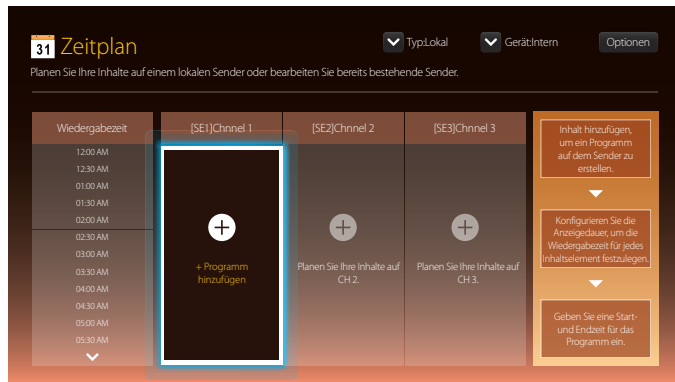 31 Zeitplan
Typ:Lokal
Gerät:Intern
Optionen
Planen Sie Ihre Inhalte auf einem lokalen Sender oder bearbeiten Sie bereits bestehende Sender.
Wiedergabezeit
[SE1]Chnnel 1
[SE2]Chnnel 2
[SE3]Chnnel 3
12:00 AM
12:30 AM
01:00 AM
01:30 AM
02:00 AM
02:30 AM
03:00 AM
03:30 AM
04:00 AM
04:30 AM
05:00 AM
05:30 AM
+ Programm
hinzufügen
Planen Sie Ihre Inhalte auf
CH 2.
Planen Sie Ihre Inhalte auf
CH 3.
Inhalt hinzufügen,
um ein Programm
auf dem Sender zu
erstellen.
Konfigurieren Sie die
Anzeigedauer, um die
Wiedergabezeit für jedes
Inhaltselement festzulegen.
Geben Sie eine Start-
und Endzeit für das
Programm ein.